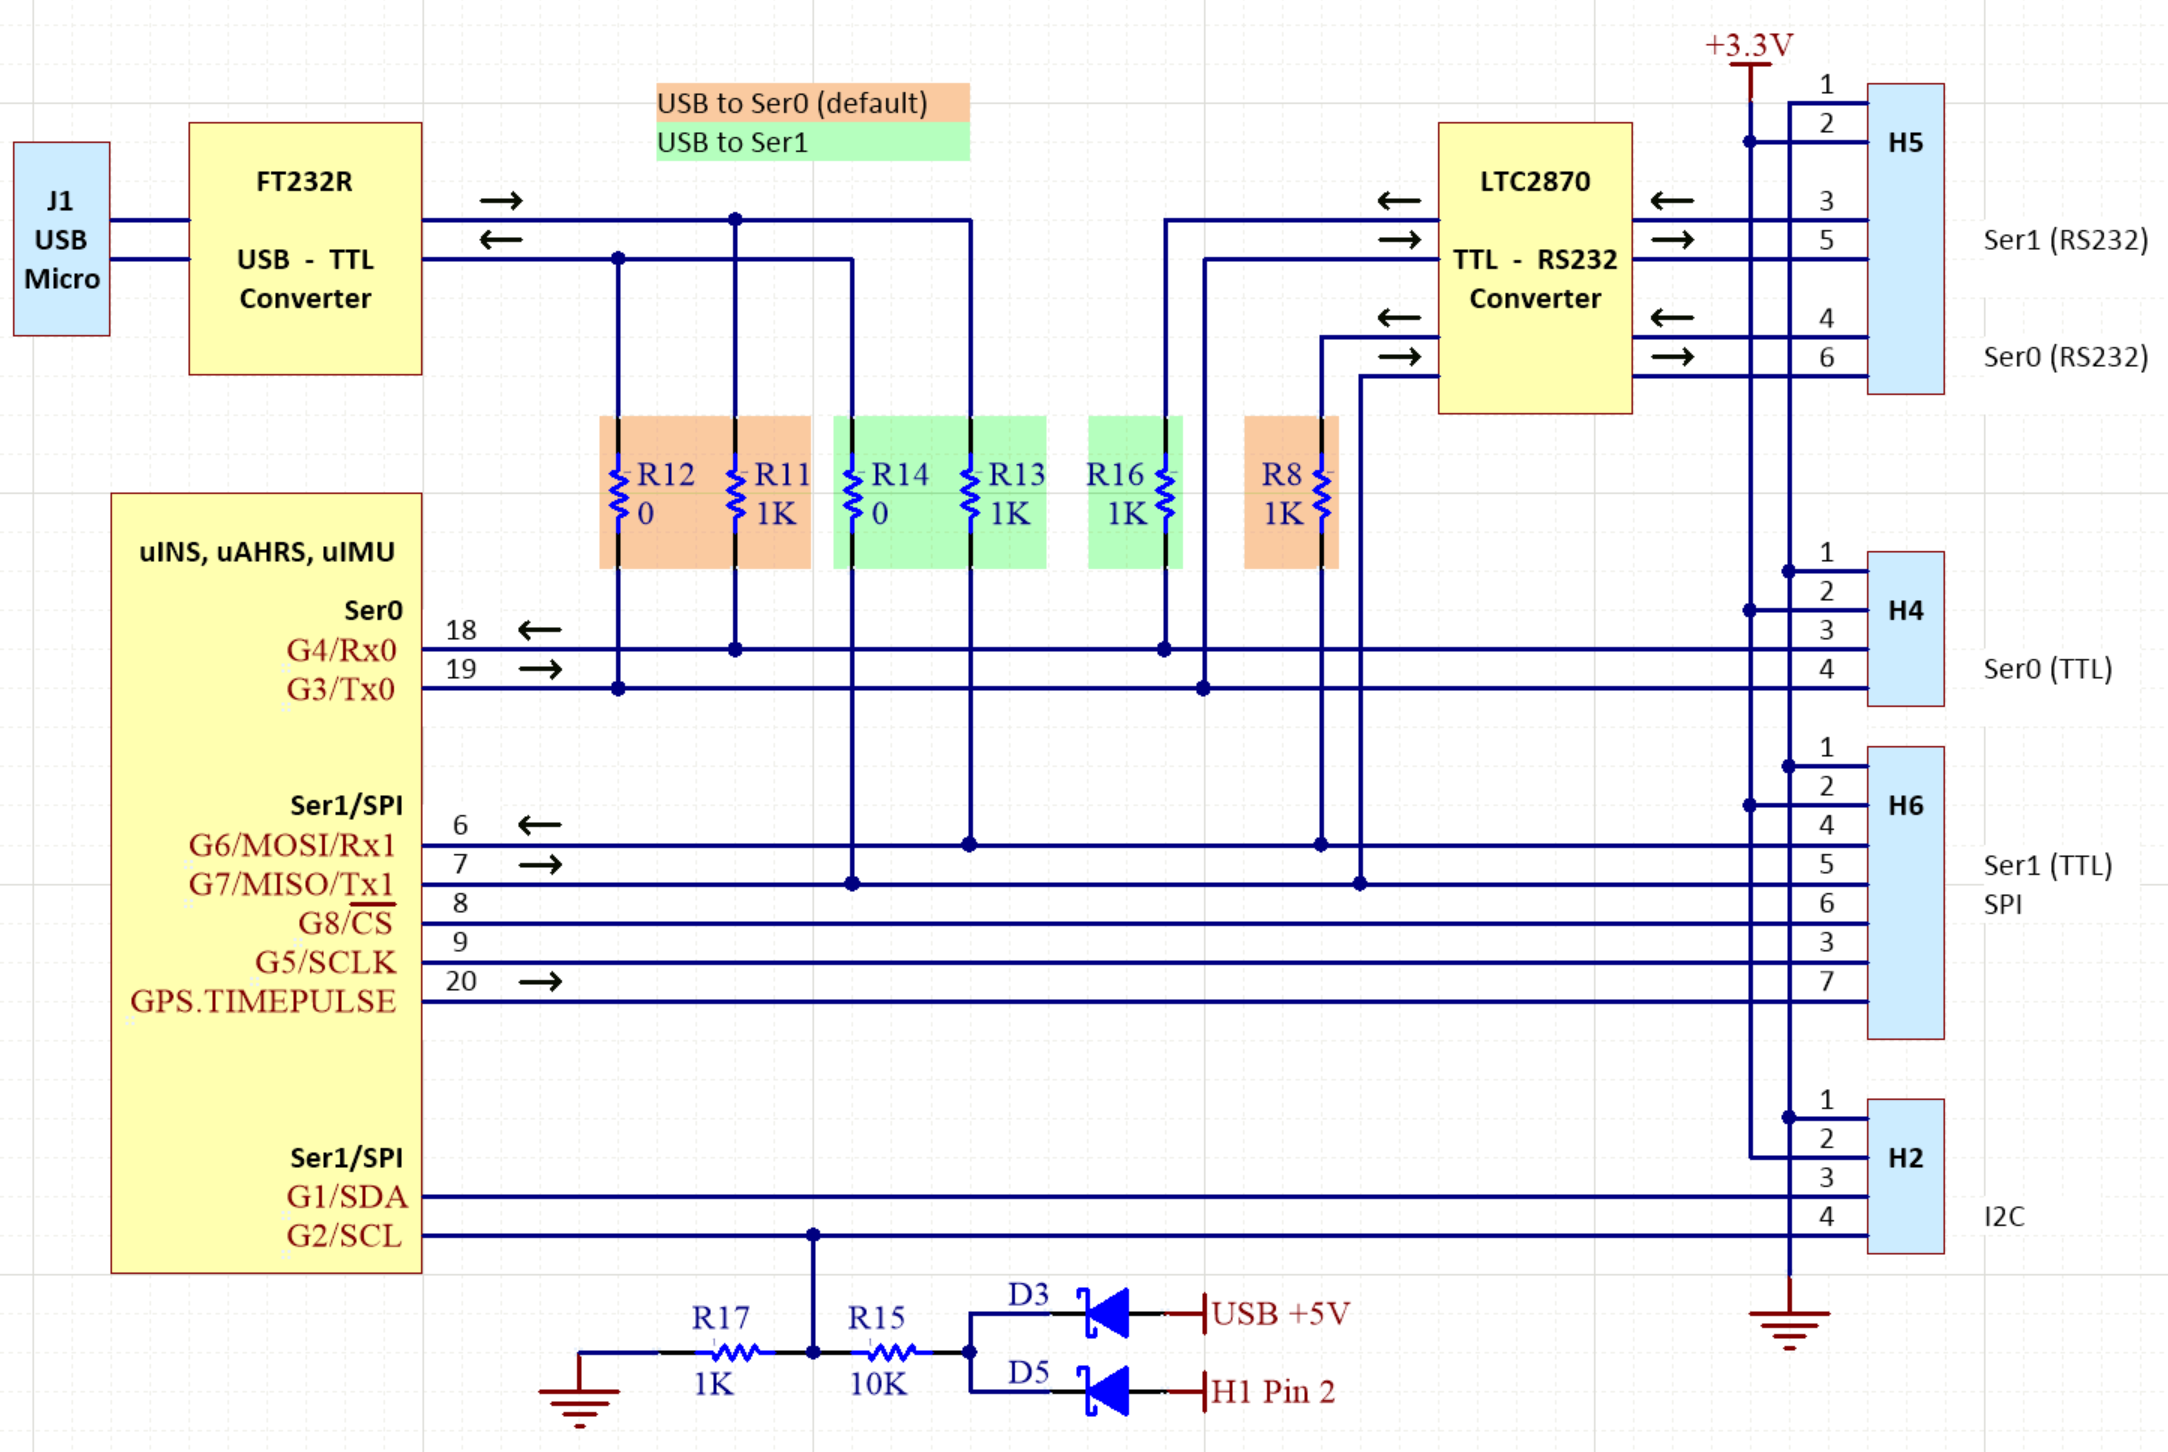 +3.3V
USB to Ser0 (default)
USB to Ser1
J1
USB
Micro
FT232R
USB - TTL
Converter
LTC2870
TTL - RS232
Converter
1
2
3
5
4
6
H5
Ser1 (RS232)
Ser0 (RS232)
R12
0
R11
1K
R14
0
R13
1K
R16
1K
R8
1K
uINS, uAHRS, uIMU
Ser0
G4/Rx0
G3/Tx0
18
19
1
2
3
4
H4
Ser0 (TTL)
Ser1/SPI
G6/MOSI/Rx1
G7/MISO/Tx1
G8/CS
G5/SCLK
GPS.TIMEPULSE
6
7
8
9
20
1
2
4
5
6
3
7
H6
Ser1 (TTL)
SPI
Ser1/SPI
G1/SDA
G2/SCL
1
2
3
4
H2
I2C
R17
1K
R15
10K
D3
USB +5V
D5
H1 Pin 2